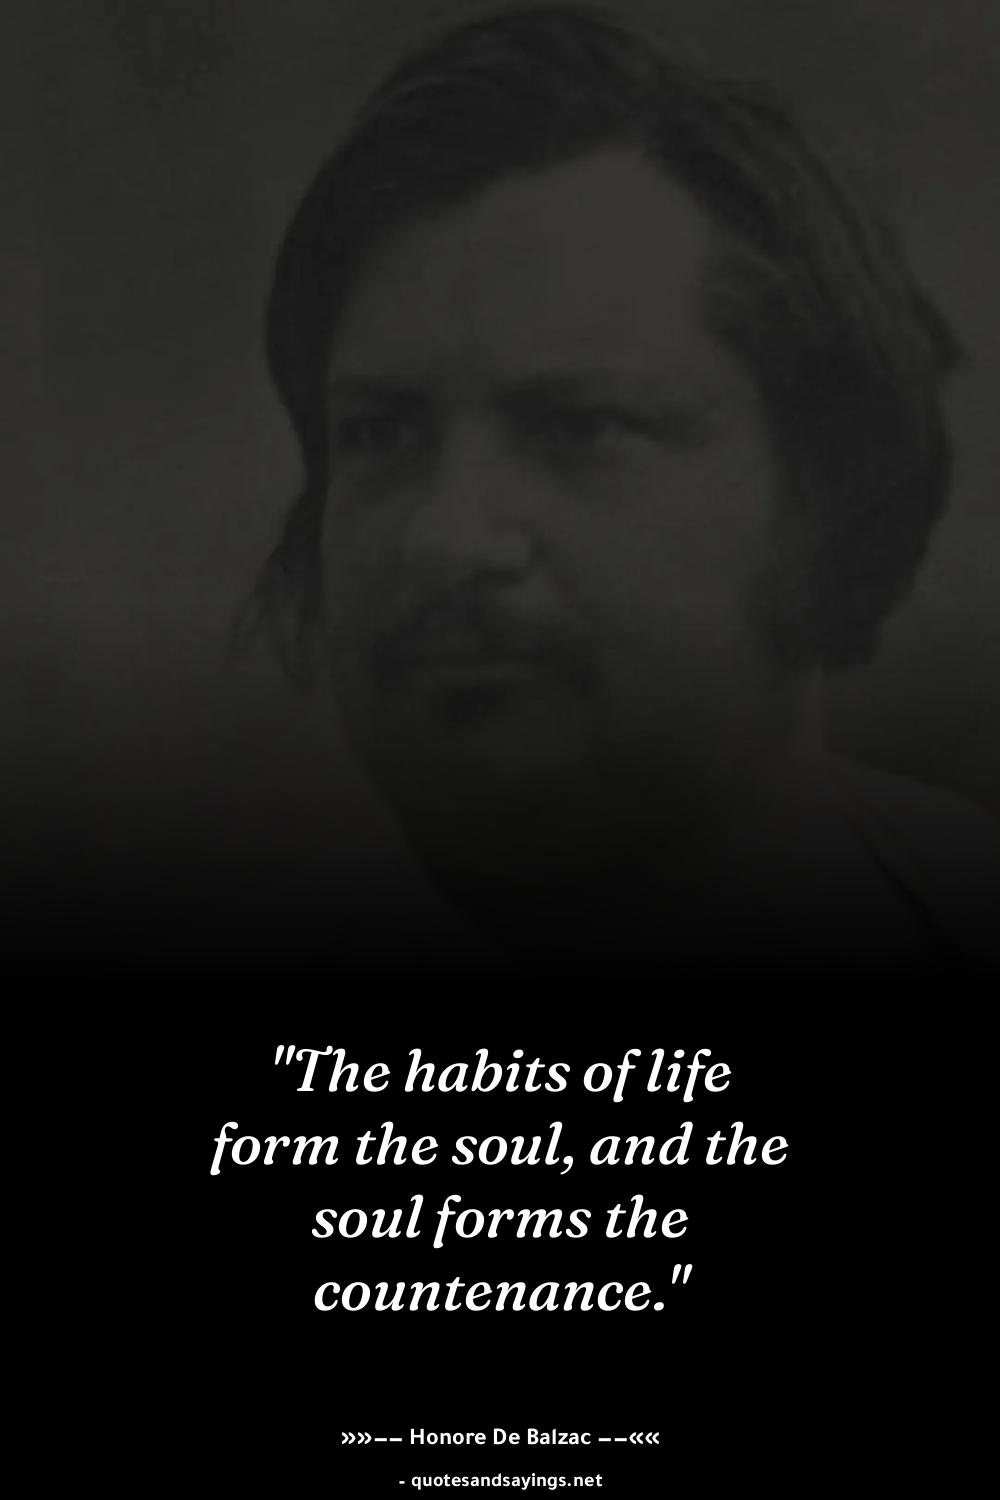 "The habits of life
form the soul, and the
soul forms the
countenance."
»»−− Honore De Balzac −−««
- quotesandsayings.net